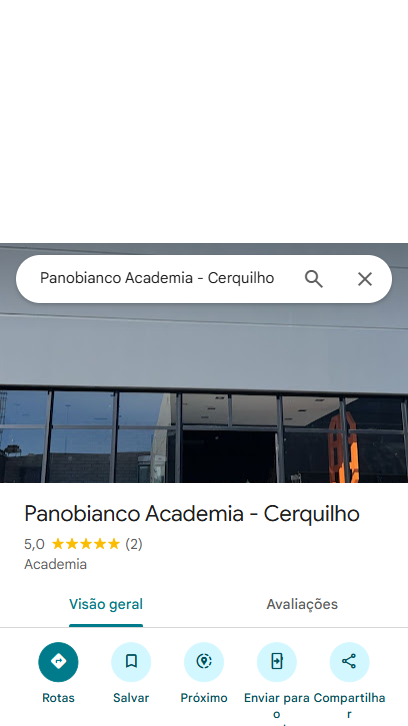 Panobianco Academia - Cerquilho
Panobianco Academia - Cerquilho
5,0 (2)
Academia
Visão geral Avaliações
Rotas Salvar Próximo Enviar para o Compartilhar